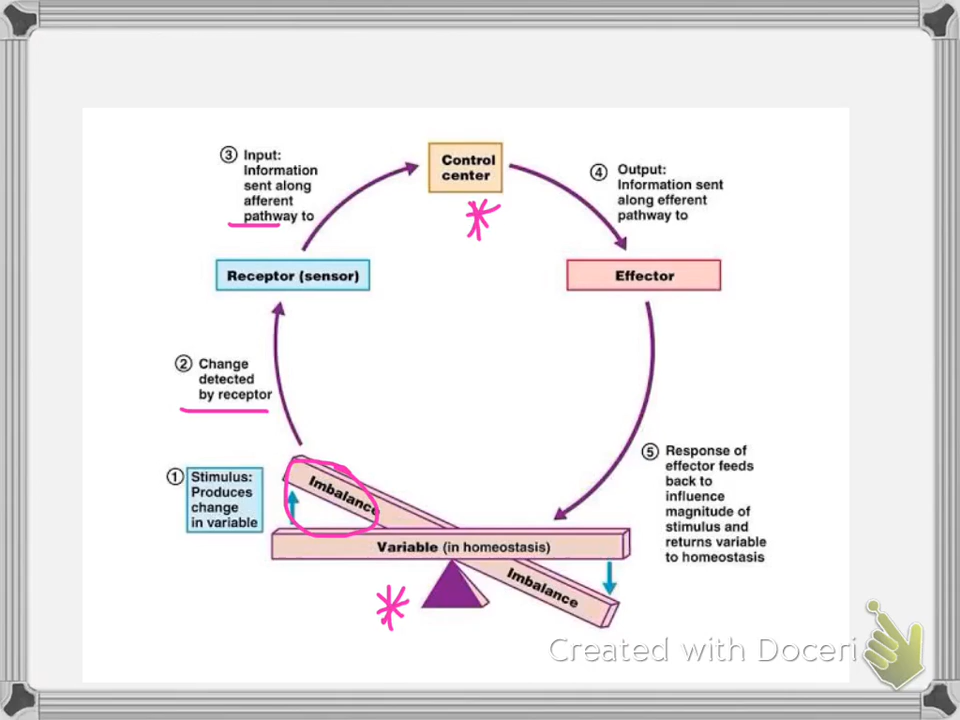 ③ Input:
Information
sent along
afferent
pathway to
Control
center
④ Output:
Information sent
along efferent
pathway to
Receptor (sensor)
Effector
② Change
detected
by receptor
① Stimulus:
Produces
change
in variable
Imbalance
Variable (in homeostasis)
Imbalance
⑤ Response of
effector feeds
back to
influence
magnitude of
stimulus and
returns variable
to homeostasis
Created with Doceri